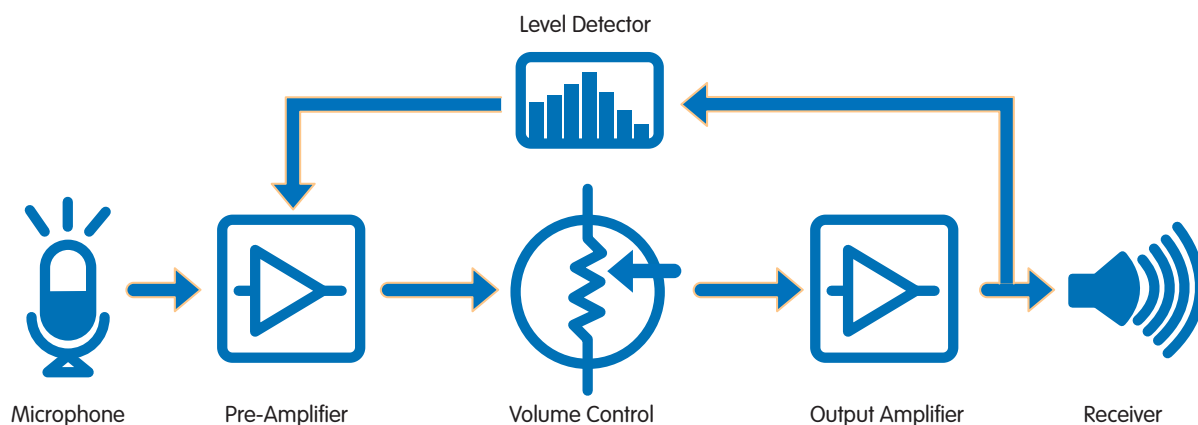 Level Detector
Microphone
Pre-Amplifier
Volume Control
Output Amplifier
Receiver